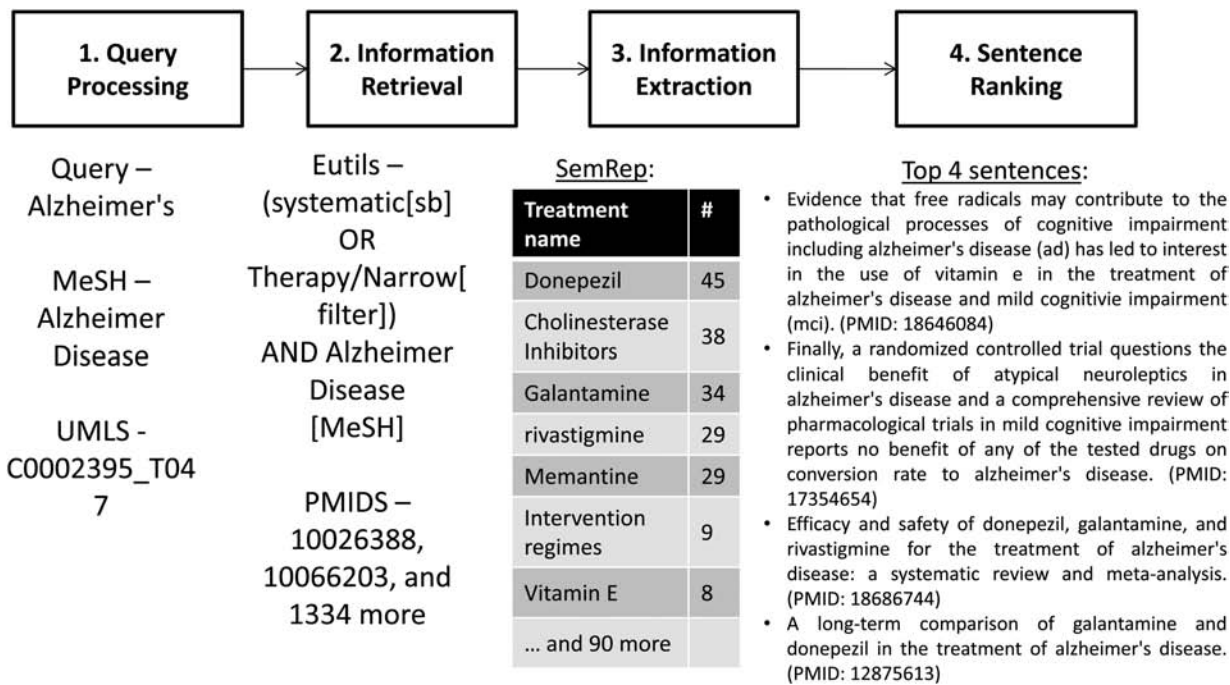 1. Query
Processing
2. Information
Retrieval
3. Information
Extraction
4. Sentence
Ranking
Query –
Alzheimer's
MeSH –
Alzheimer
Disease
UMLS -
C0002395_T04
7
Eutils –
(systematic[sb]
OR
Therapy/Narrow[
filter])
AND Alzheimer
Disease
[MeSH]
PMIDS –
10026388,
10066203, and
1334 more
SemRep:
Treatment name #
Donepezil 45
Cholinesterase Inhibitors 38
Galantamine 34
rivastigmine 29
Memantine 29
Intervention regimes 9
Vitamin E 8
... and 90 more
Top 4 sentences:
• Evidence that free radicals may contribute to the
pathological processes of cognitive impairment
including alzheimer's disease (ad) has led to interest
in the use of vitamin e in the treatment of
alzheimer's disease and mild cognitivie impairment
(mci). (PMID: 18646084)
• Finally, a randomized controlled trial questions the
clinical benefit of atypical neuroleptics in
alzheimer's disease and a comprehensive review of
pharmacological trials in mild cognitive impairment
reports no benefit of any of the tested drugs on
conversion rate to alzheimer's disease. (PMID:
17354654)
• Efficacy and safety of donepezil, galantamine, and
rivastigmine for the treatment of alzheimer's
disease: a systematic review and meta-analysis.
(PMID: 18686744)
• A long-term comparison of galantamine and
donepezil in the treatment of alzheimer's disease.
(PMID: 12875613)